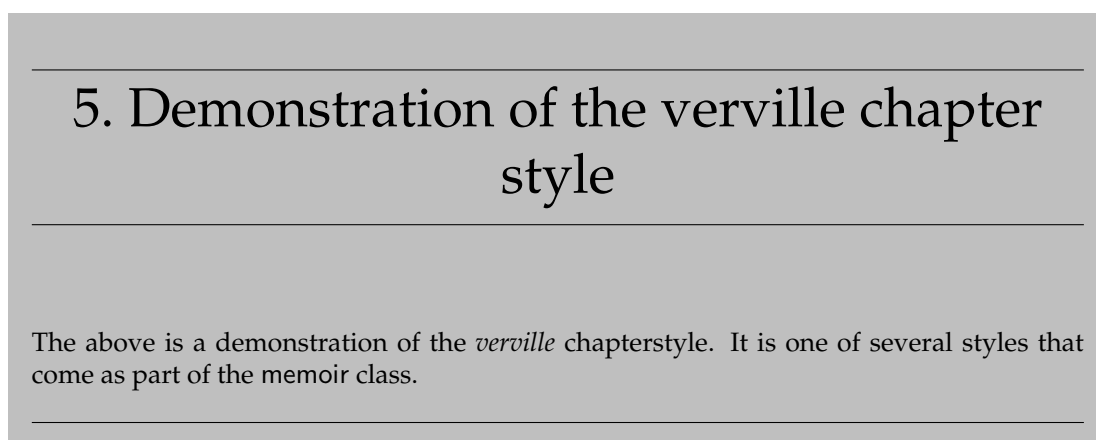 5. Demonstration of the verville chapter
style
The above is a demonstration of the verville chapterstyle. It is one of several styles that
come as part of the memoir class.